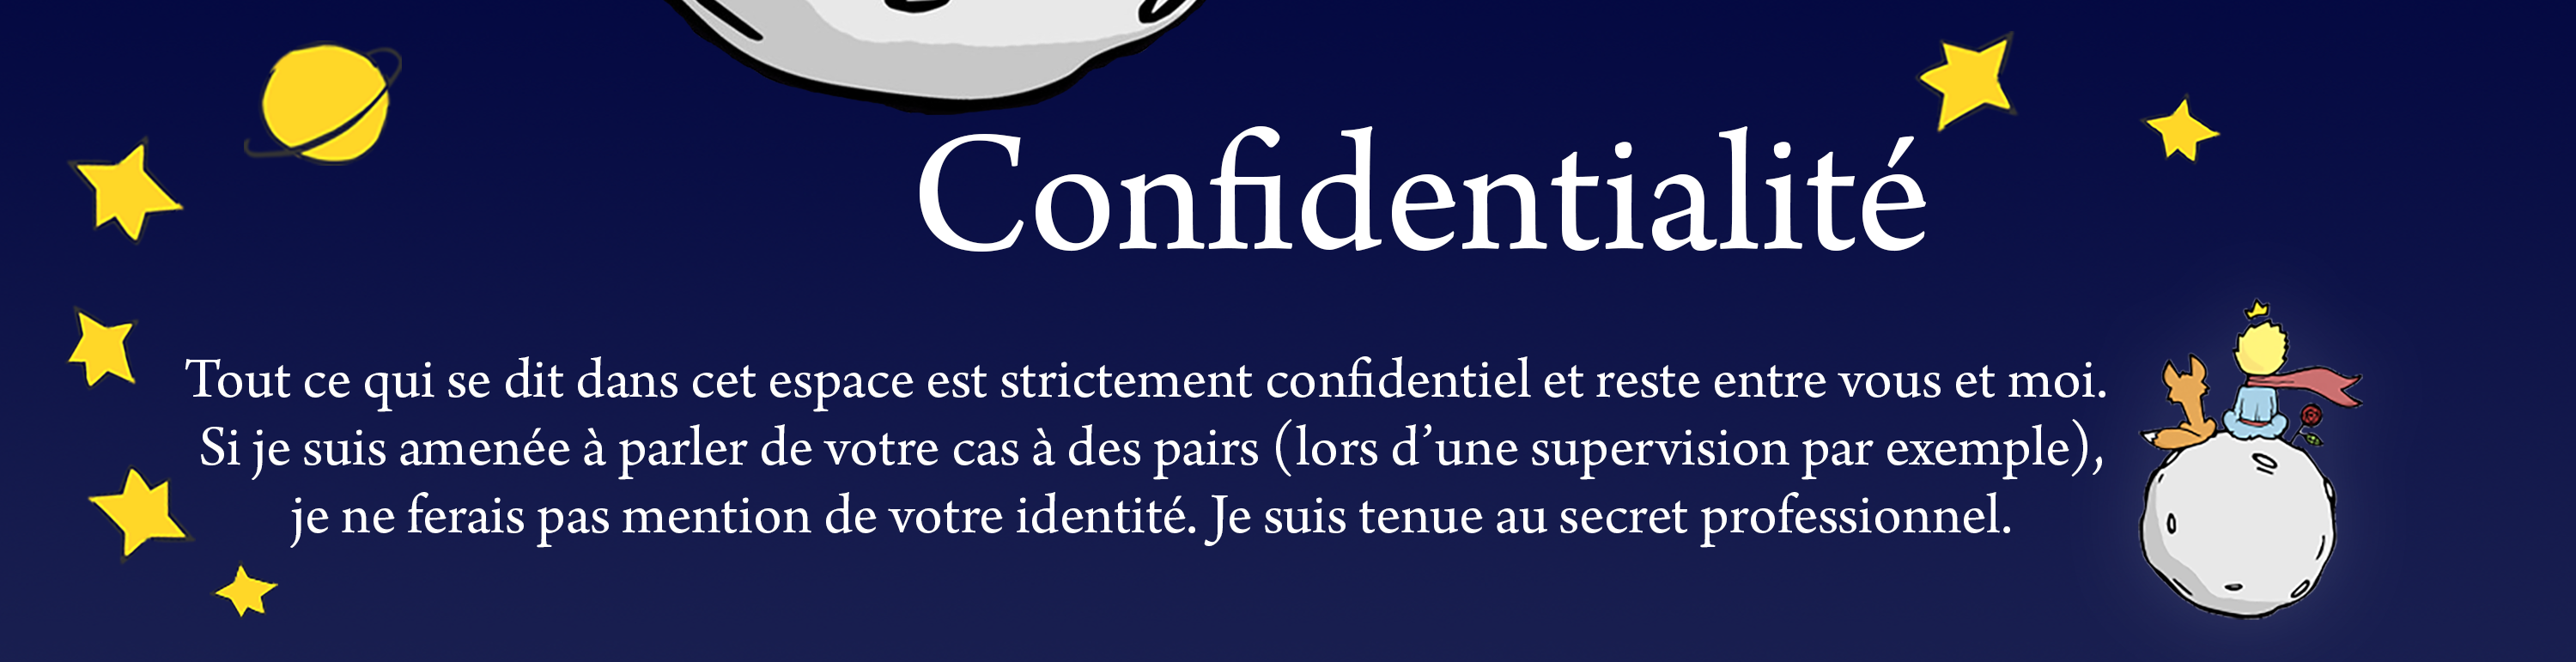 Confidentialité
Tout ce qui se dit dans cet espace est strictement confidentiel et reste entre vous et moi.
Si je suis amenée à parler de votre cas à des pairs (lors d’une supervision par exemple),
je ne ferais pas mention de votre identité. Je suis tenue au secret professionnel.